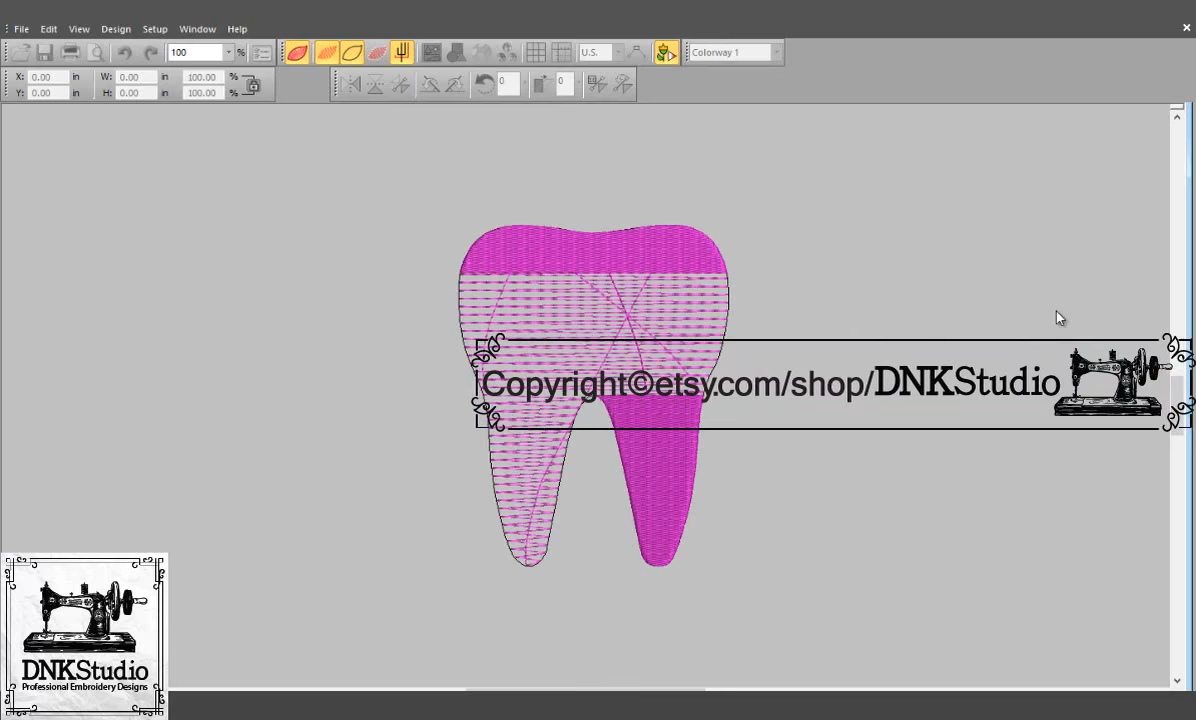 File Edit View Design Setup Window Help
100 % U.S. Colorway 1
X: 0.00 in W: 0.00 in 100.00 % 0 0
Y: 0.00 in H: 0.00 in 100.00 %
Copyright©etsy.com/shop/DNKStudio
DNKStudio
Professional Embroidery Designs